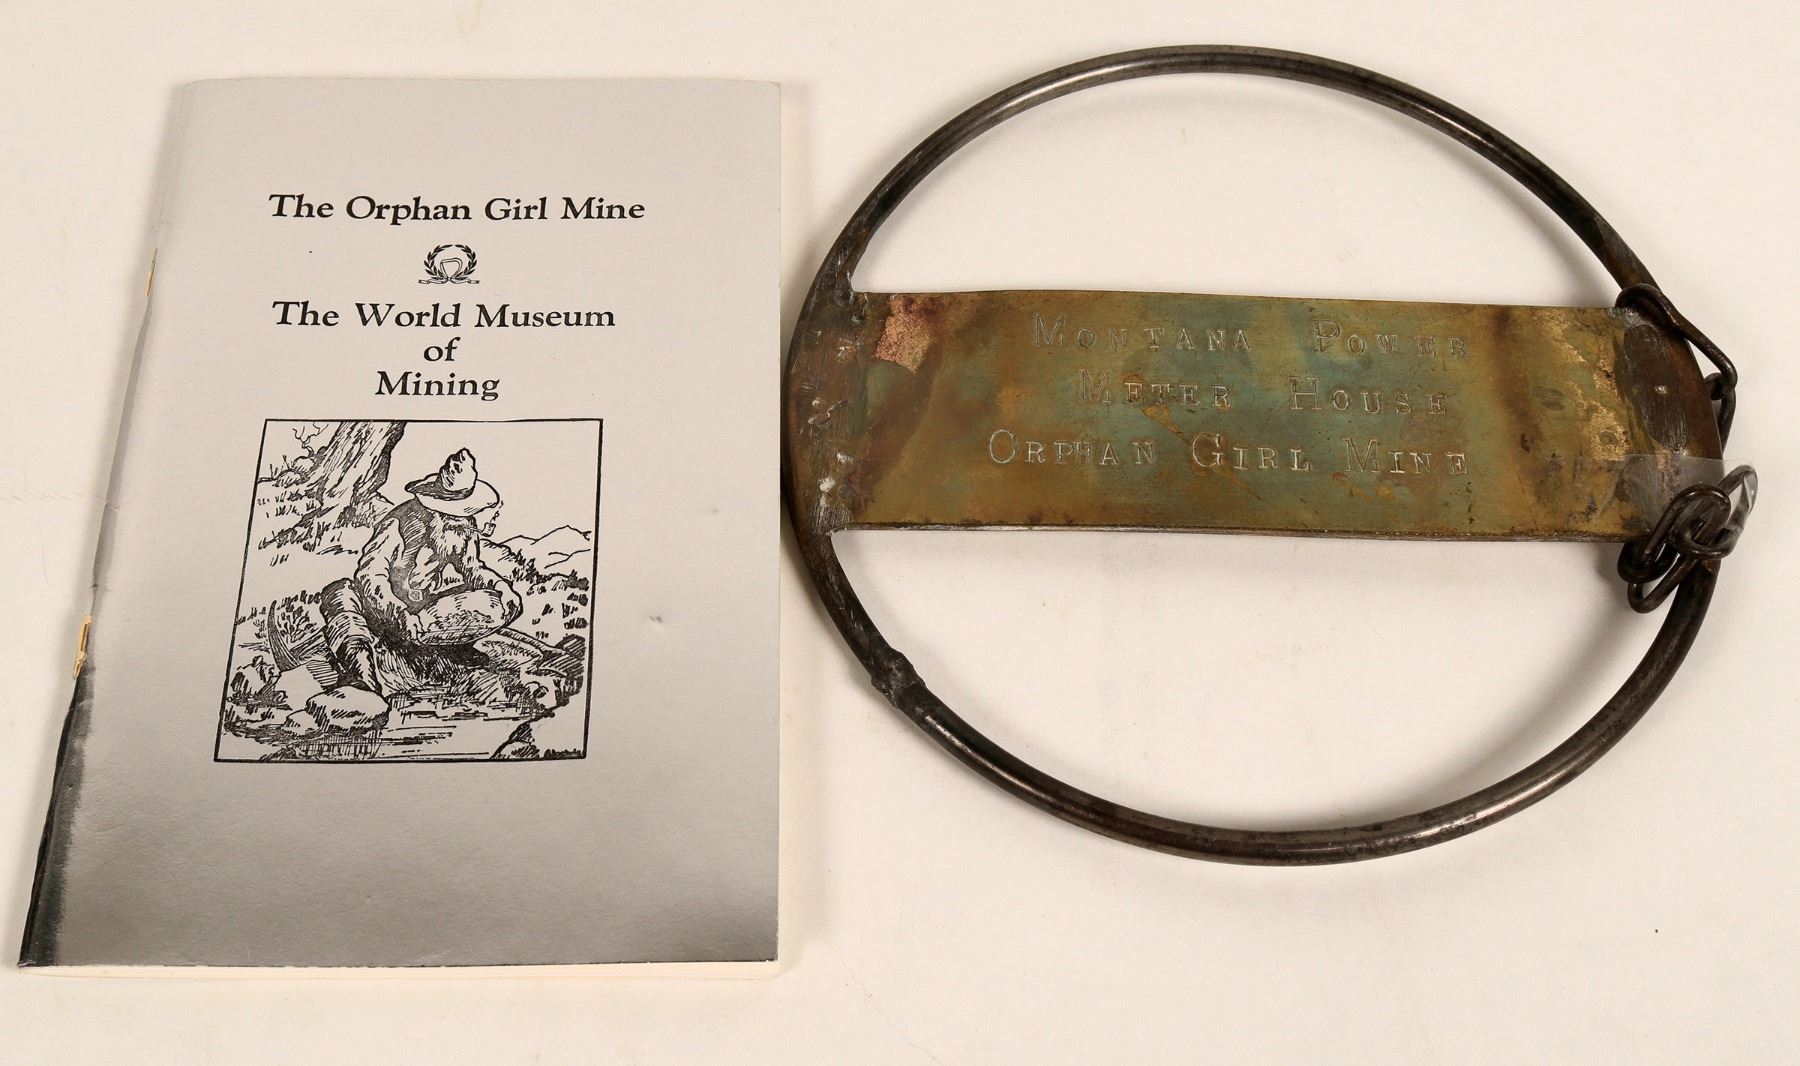 The Orphan Girl Mine
The World Museum
of
Mining
MONTANA POWER
METER HOUSE
ORPHAN GIRL MINE